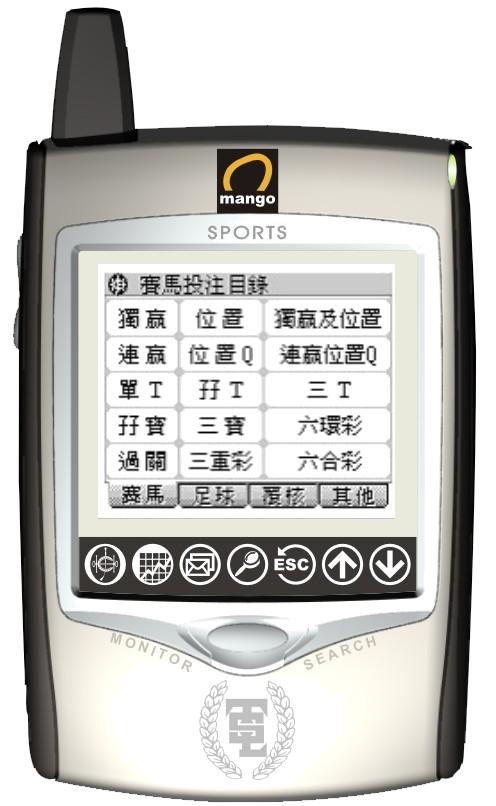 mango
SPORTS
賽馬投注目錄
獨贏 位置 獨贏及位置
連贏 位置Q 連贏位置Q
單T 孖T 三T
孖寶 三寶 六環彩
過關 三重彩 六合彩
賽馬 足球 覆核 其他
ESC
MONITOR SEARCH